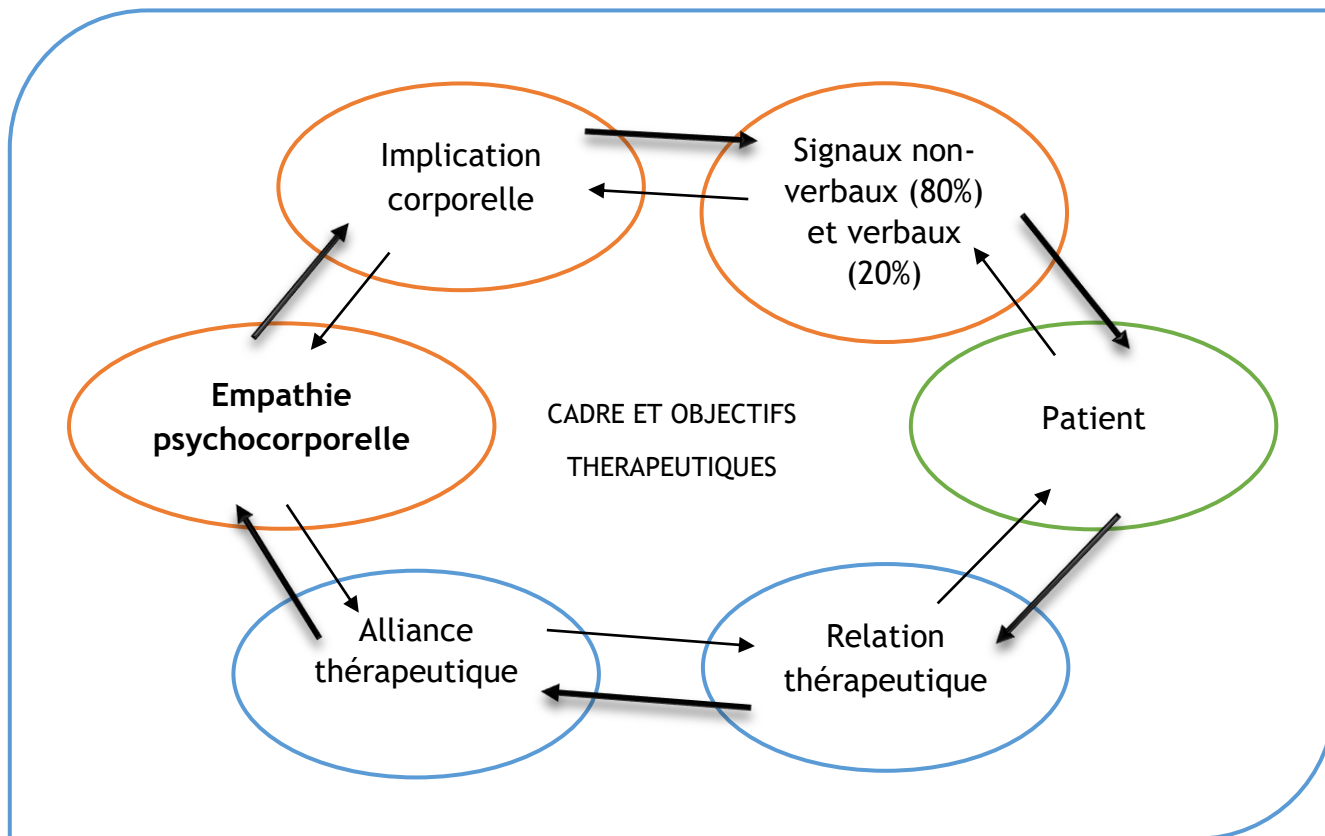 Implication
corporelle
Signaux non-
verbaux (80%)
et verbaux
(20%)
Empathie
psychocorporelle
CADRE ET OBJECTIFS
THERAPEUTIQUES
Patient
Alliance
thérapeutique
Relation
thérapeutique